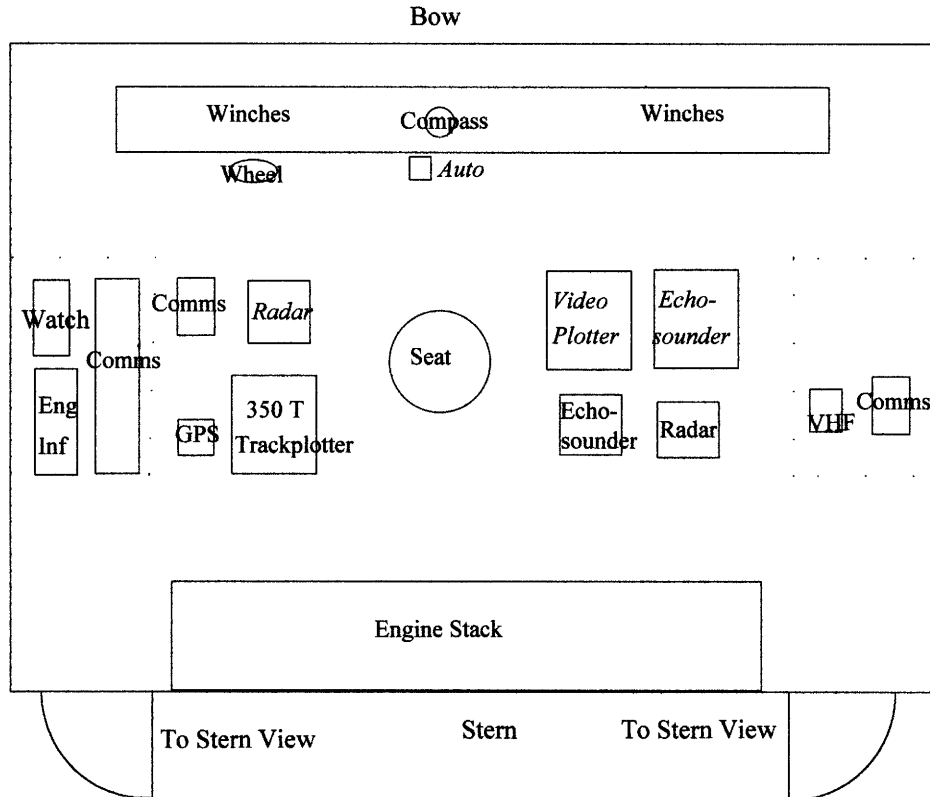 Bow
Winches
Compass
Winches
Wheel
Auto
Watch
Comms
Comms
Radar
Seat
Video
Plotter
Echo-
sounder
Eng
Inf
GPS
350 T
Trackplotter
Echo-
sounder
Radar
VHF
Comms
Engine Stack
To Stern View
Stern
To Stern View